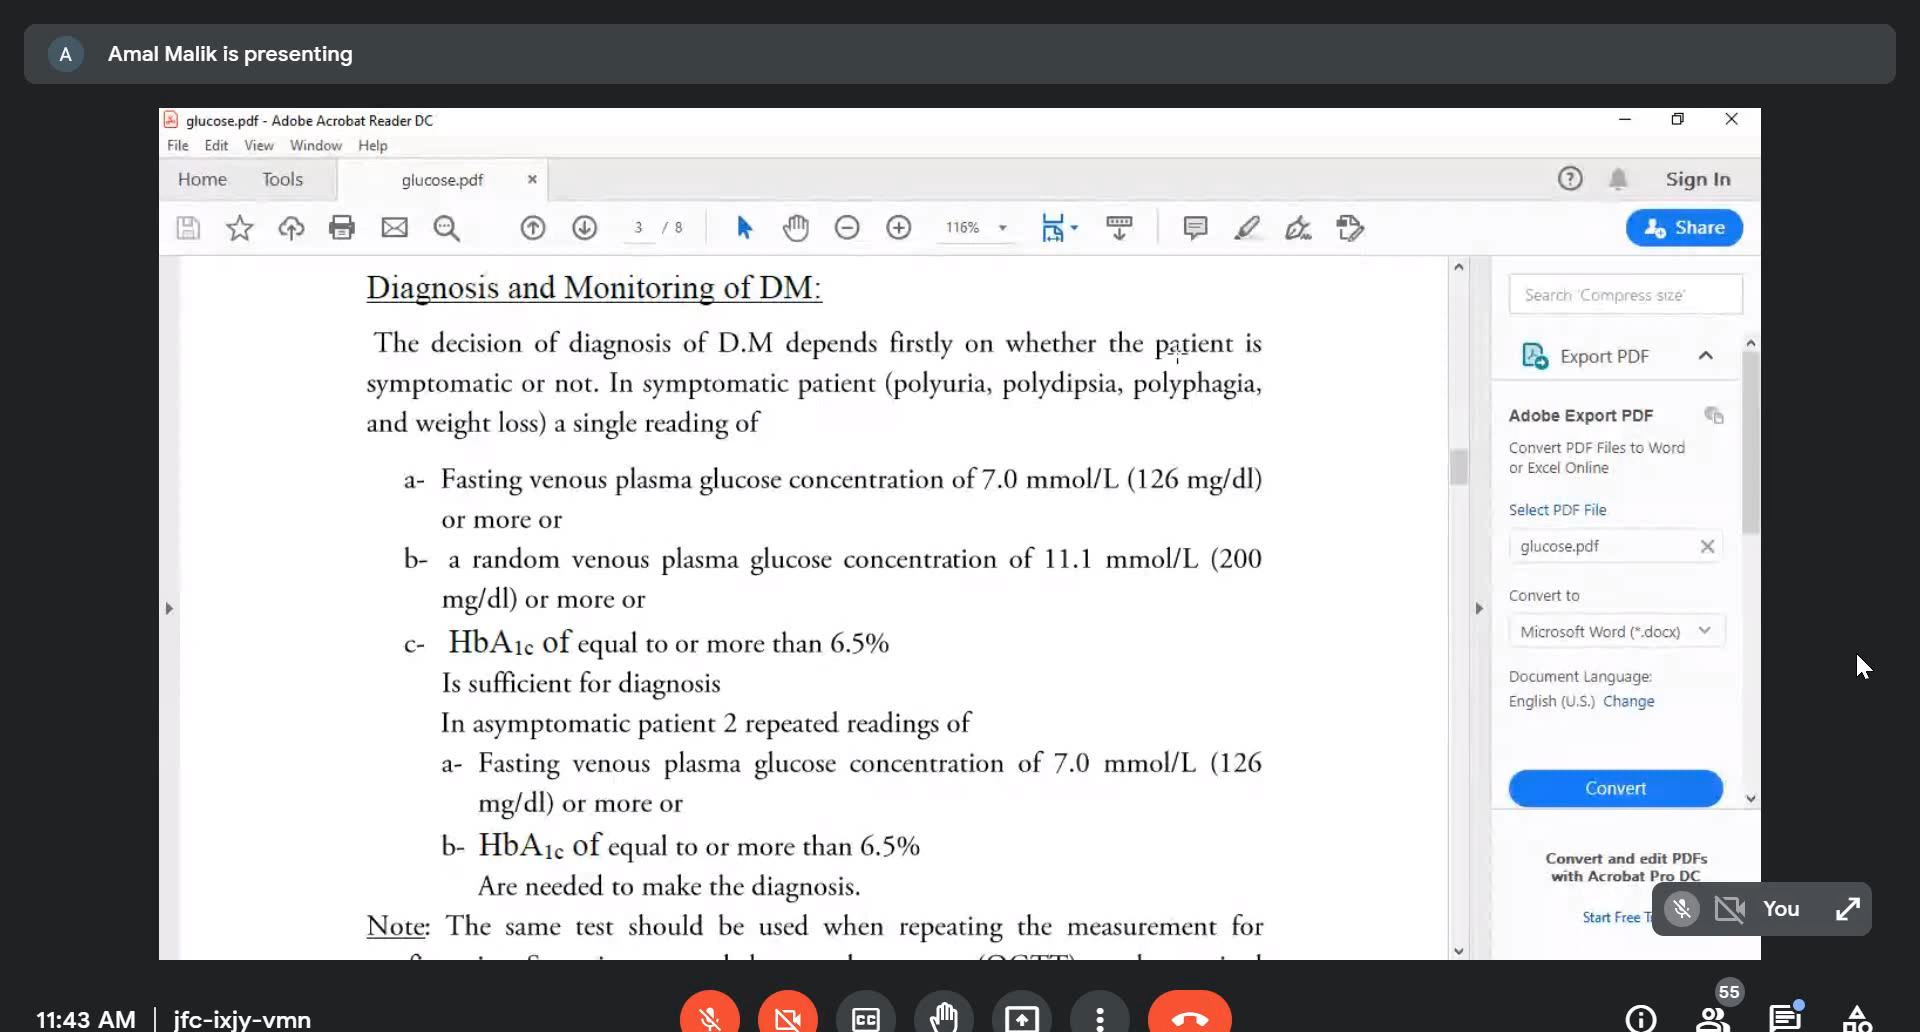 A
Amal Malik is presenting
glucose.pdf - Adobe Acrobat Reader DC
File Edit View Window Help
Home Tools glucose.pdf × Sign In
3 / 8 116% Share
Diagnosis and Monitoring of DM:
The decision of diagnosis of D.M depends firstly on whether the patient is
symptomatic or not. In symptomatic patient (polyuria, polydipsia, polyphagia,
and weight loss) a single reading of
a- Fasting venous plasma glucose concentration of 7.0 mmol/L (126 mg/dl)
or more or
b- a random venous plasma glucose concentration of 11.1 mmol/L (200
mg/dl) or more or
c- HbA1c of equal to or more than 6.5%
Is sufficient for diagnosis
In asymptomatic patient 2 repeated readings of
a- Fasting venous plasma glucose concentration of 7.0 mmol/L (126
mg/dl) or more or
b- HbA1c of equal to or more than 6.5%
Are needed to make the diagnosis.
Note: The same test should be used when repeating the measurement for
Search 'Compress size'
Export PDF
Adobe Export PDF
Convert PDF Files to Word
or Excel Online
Select PDF File
glucose.pdf
Convert to
Microsoft Word (*.docx)
Document Language:
English (U.S.) Change
Convert
Convert and edit PDFs
with Acrobat Pro DC
Start Free
You
55
11:43 AM | jfc-ixjy-vmn
CC